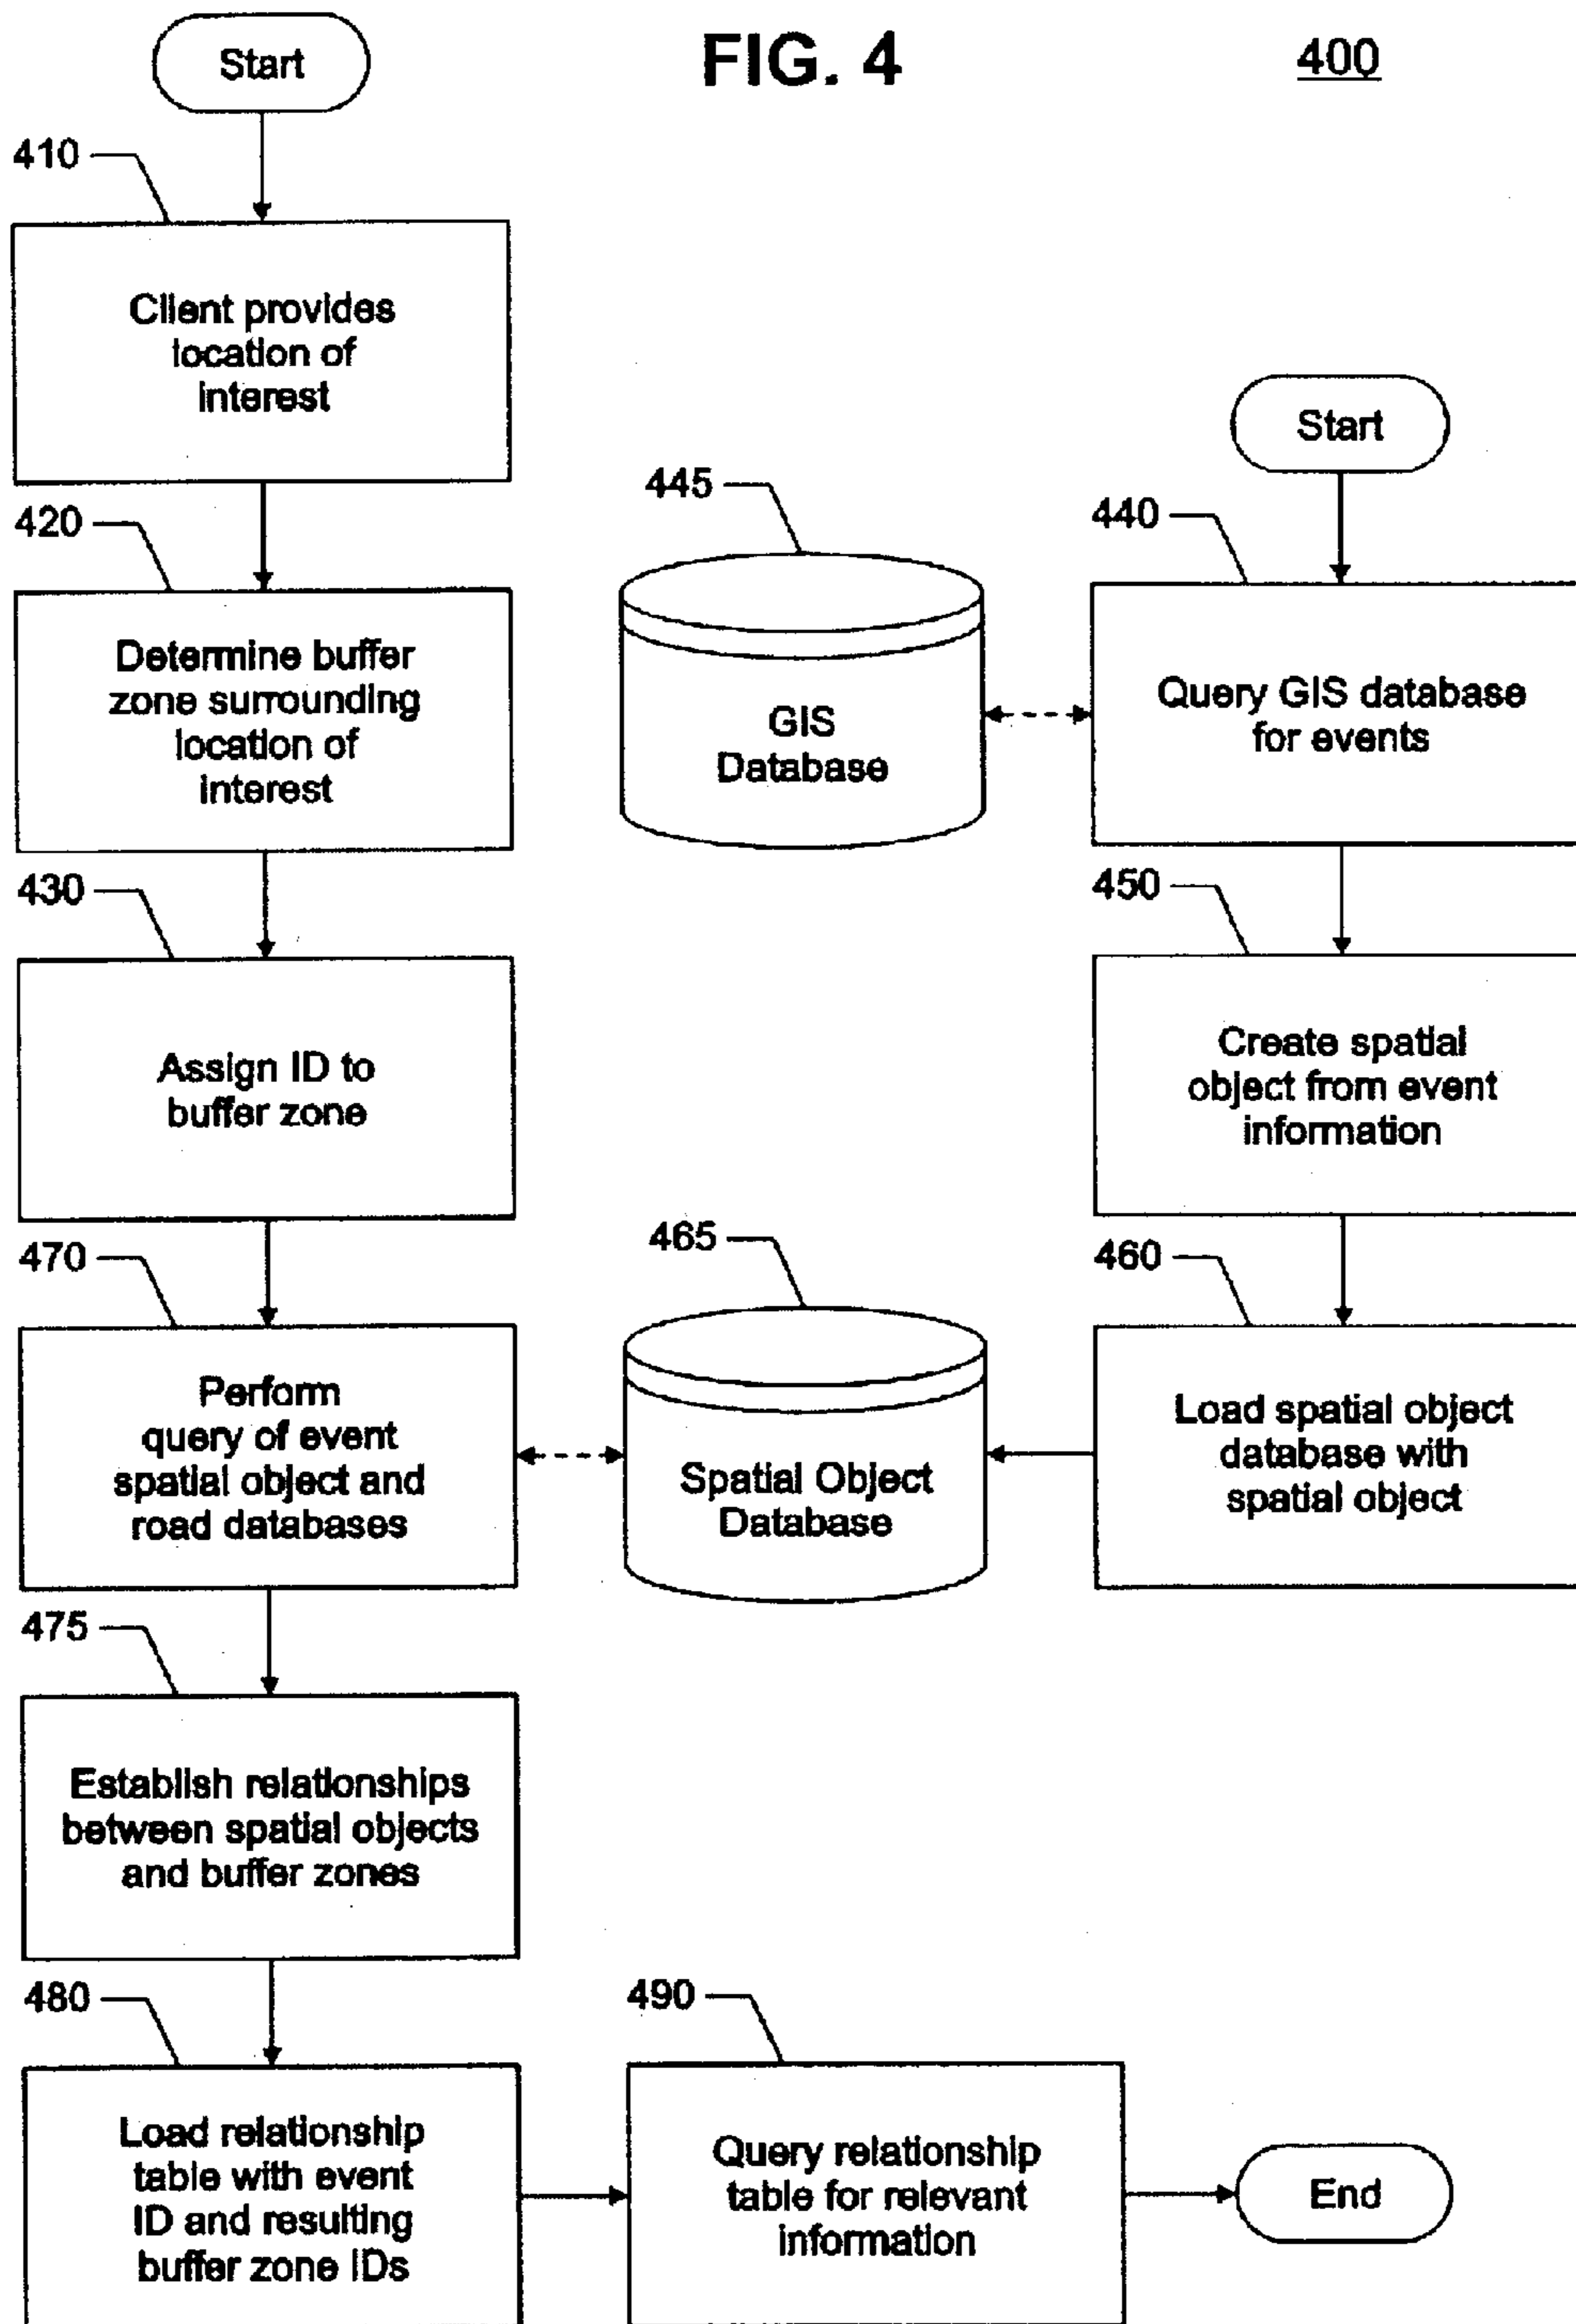 FIG. 4
400
Start
410
Client provides
location of
interest
420
Determine buffer
zone surrounding
location of
interest
430
Assign ID to
buffer zone
470
Perform
query of event
spatial object and
road databases
475
Establish relationships
between spatial objects
and buffer zones
480
Load relationship
table with event
ID and resulting
buffer zone IDs
445
GIS
Database
465
Spatial Object
Database
Start
440
Query GIS database
for events
450
Create spatial
object from event
information
460
Load spatial object
database with
spatial object
490
Query relationship
table for relevant
information
End